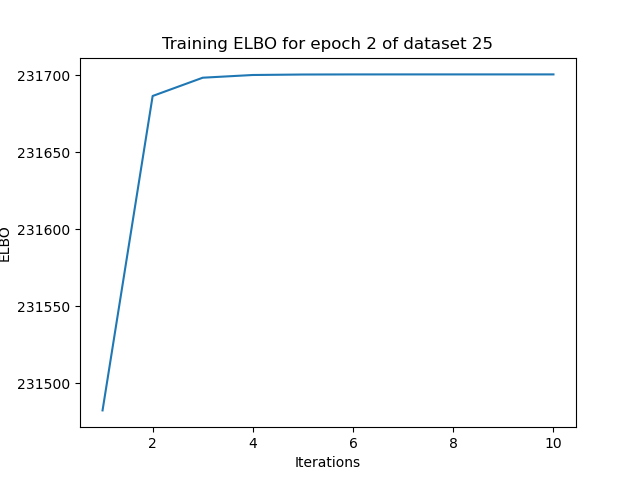 Training ELBO for epoch 2 of dataset 25
231700
231650
231600
231550
231500
ELBO
2 4 6 8 10
Iterations